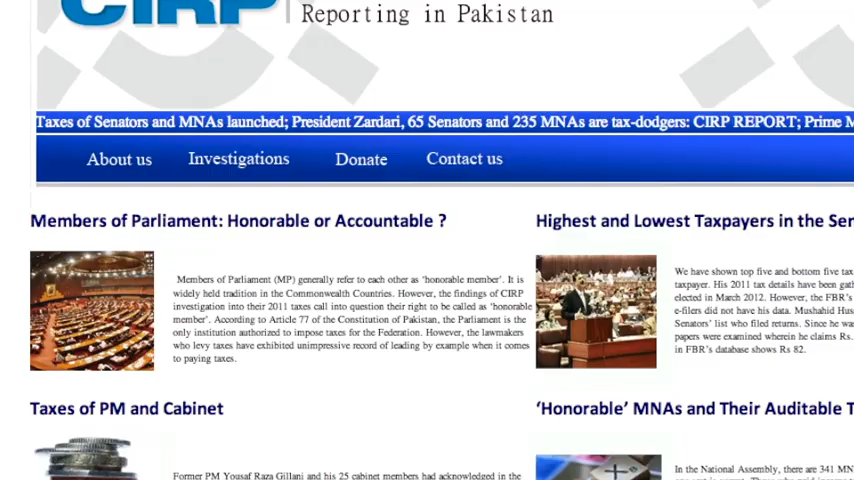 CIRP
Reporting in Pakistan
Taxes of Senators and MNAs launched; President Zardari, 65 Senators and 235 MNAs are tax-dodgers: CIRP REPORT; Prime M
About us Investigations Donate Contact us
Members of Parliament: Honorable or Accountable ?
Members of Parliament (MP) generally refer to each other as ‘honorable member’. It is
widely held tradition in the Commonwealth Countries. However, the findings of CIRP
investigation into their 2011 taxes call into question their right to be called as ‘honorable
member’. According to Article 77 of the Constitution of Pakistan, the Parliament is the
only institution authorized to impose taxes for the Federation. However, the lawmakers
who levy taxes have exhibited unimpressive record of leading by example when it comes
to paying taxes.
Highest and Lowest Taxpayers in the Sen
We have shown top five and bottom five tax
taxpayer. His 2011 tax details have been gath
elected in March 2012. However, the FBR’s
e-filers did not have his data. Mushahid Hus
Senators’ list who filed returns. Since he wa
papers were examined wherein he claims Rs.
in FBR’s database shows Rs 82.
Taxes of PM and Cabinet
Former PM Yousaf Raza Gillani and his 25 cabinet members had acknowledged in the
‘Honorable’ MNAs and Their Auditable T
In the National Assembly, there are 341 MN